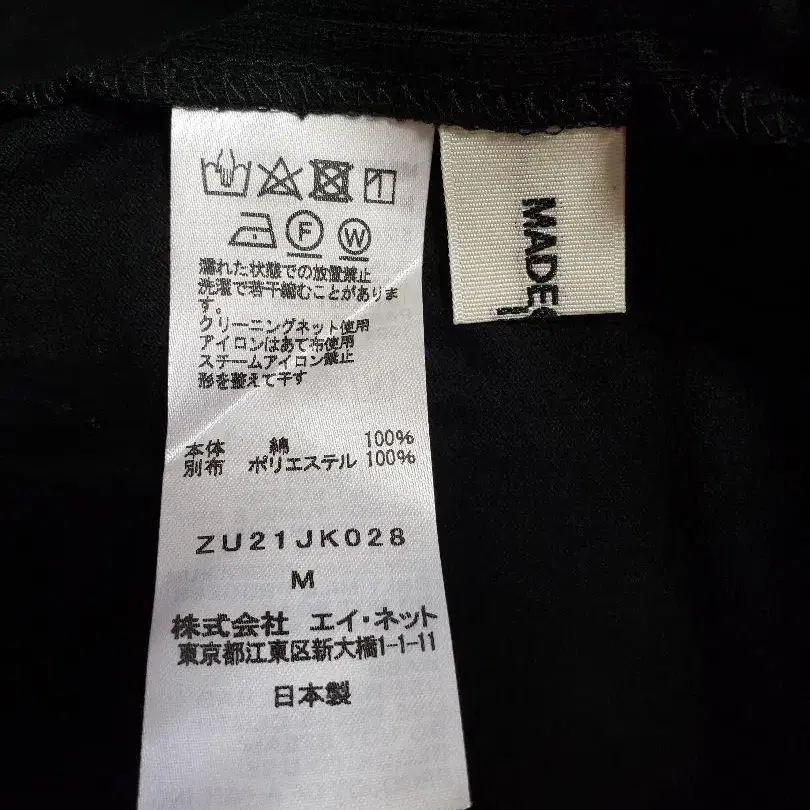 F
W
濡れた状態での放置禁止
洗濯で若干縮むことがありま
す。
クリーニングネット使用
アイロンはあて布使用
スチームアイロン禁止
形を整えて干す
本体 綿 100%
別布 ポリエステル 100%
ZU21JK028
M
株式会社 エイ・ネット
東京都江東区新大橋1-1-11
日本製
MADE